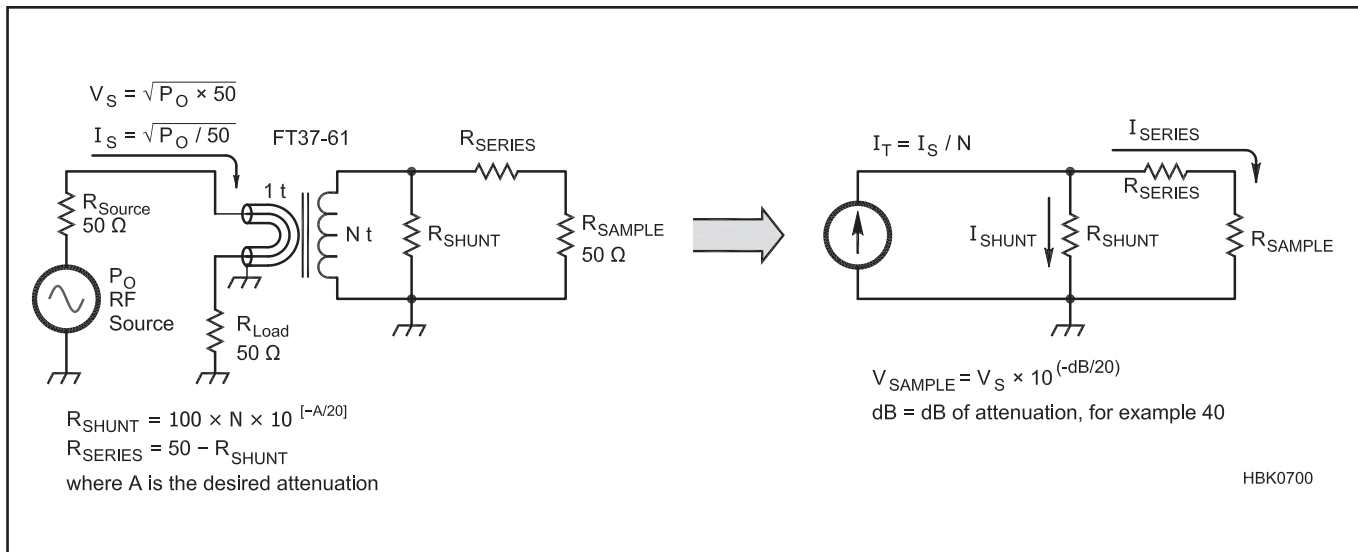 V_S = √P_O × 50
I_S = √P_O / 50
FT37-61
R_Source
50 Ω
P_O
RF
Source
1 t
N t
R_Load
50 Ω
R_SHUNT
R_SERIES
R_SAMPLE
50 Ω
R_SHUNT = 100 × N × 10 [–A/20]
R_SERIES = 50 – R_SHUNT
where A is the desired attenuation
I_T = I_S / N
I_SERIES
R_SERIES
I_SHUNT
R_SHUNT
R_SAMPLE
V_SAMPLE = V_S × 10 (-dB/20)
dB = dB of attenuation, for example 40
HBK0700